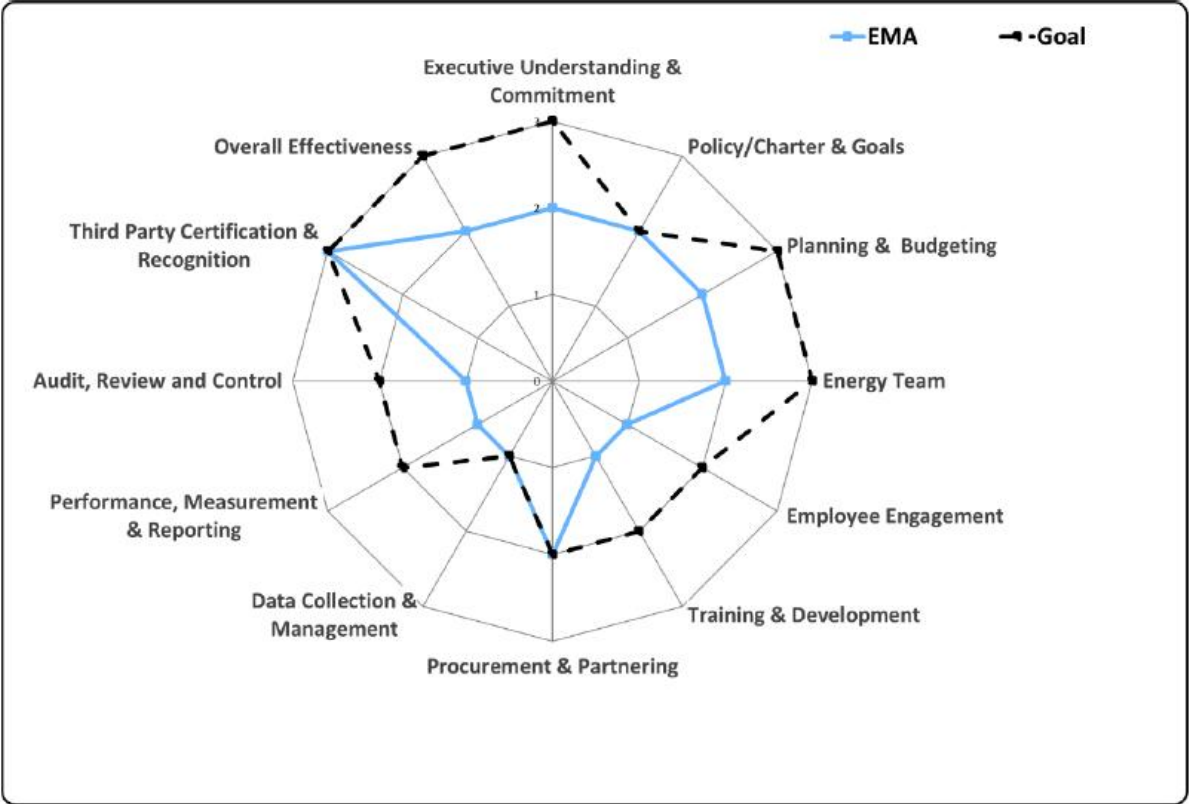 EMA
-Goal
Executive Understanding &
Commitment
Policy/Charter & Goals
Planning & Budgeting
Energy Team
Employee Engagement
Training & Development
Procurement & Partnering
Data Collection &
Management
Performance, Measurement
& Reporting
Audit, Review and Control
Third Party Certification &
Recognition
Overall Effectiveness
3
2
1
0